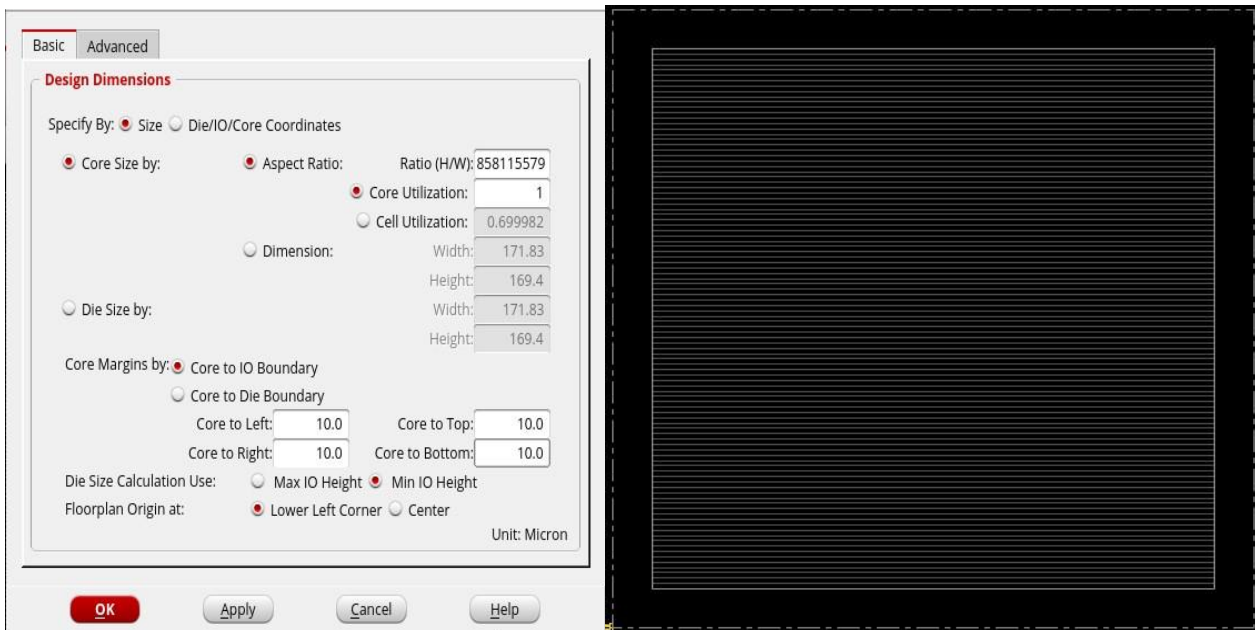 Basic Advanced
Design Dimensions
Specify By: Size Die/IO/Core Coordinates
Core Size by: Aspect Ratio: Ratio (H/W): 858115579
Core Utilization: 1
Cell Utilization: 0.699982
Dimension: Width: 171.83
Height: 169.4
Die Size by: Width: 171.83
Height: 169.4
Core Margins by: Core to IO Boundary
Core to Die Boundary
Core to Left: 10.0 Core to Top: 10.0
Core to Right: 10.0 Core to Bottom: 10.0
Die Size Calculation Use: Max IO Height Min IO Height
Floorplan Origin at: Lower Left Corner Center
Unit: Micron
OK Apply Cancel Help